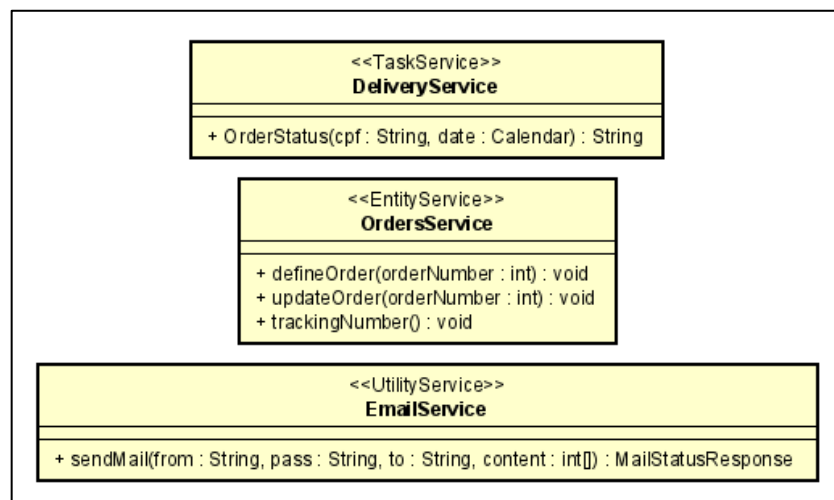 <<TaskService>>
DeliveryService
+ OrderStatus(cpf : String, date : Calendar) : String
<<EntityService>>
OrdersService
+ defineOrder(orderNumber : int) : void
+ updateOrder(orderNumber : int) : void
+ trackingNumber() : void
<<UtilityService>>
EmailService
+ sendMail(from : String, pass : String, to : String, content : int[]) : MailStatusResponse